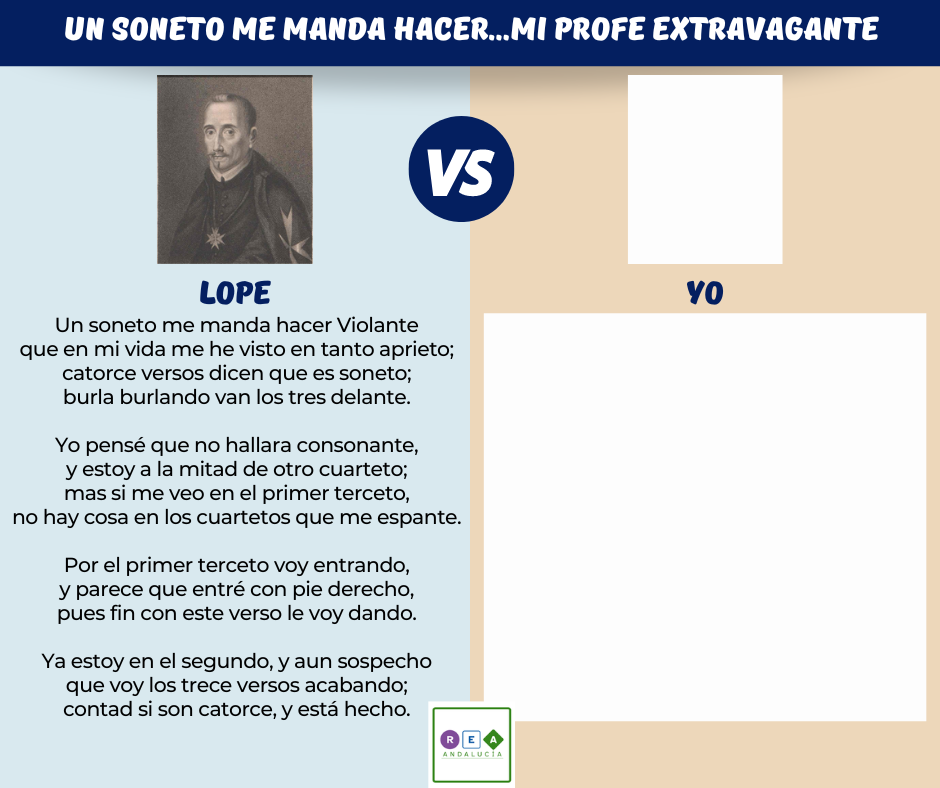 UN SONETO ME MANDA HACER...MI PROFE EXTRAVAGANTE
VS
LOPE
Un soneto me manda hacer Violante
que en mi vida me he visto en tanto aprieto;
catorce versos dicen que es soneto;
burla burlando van los tres delante.
Yo pensé que no hallara consonante,
y estoy a la mitad de otro cuarteto;
mas si me veo en el primer terceto,
no hay cosa en los cuartetos que me espante.
Por el primer terceto voy entrando,
y parece que entré con pie derecho,
pues fin con este verso le voy dando.
Ya estoy en el segundo, y aun sospecho
que voy los trece versos acabando;
contad si son catorce, y está hecho.
YO
R E A
ANDALUCÍA